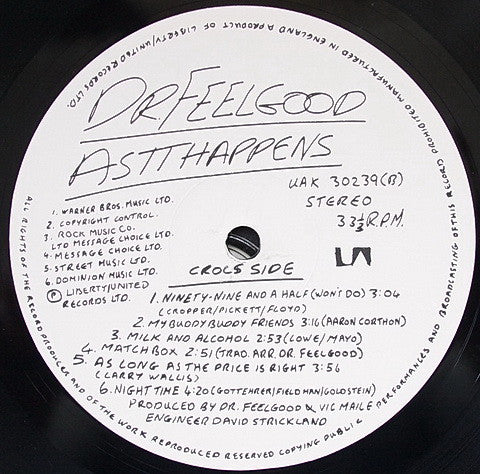 ALL RIGHTS OF THE RECORD PRODUCER AND OF THE WORK REPRODUCED RESERVED COPYING PUBLIC PERFORMANCES AND BROADCASTING OF THIS RECORD PROHIBITED MANUFACTURED IN ENGLAND A PRODUCT OF LIBERTY/UNITED RECORDS LTD.
DR FEELGOOD
AS IT HAPPENS
UAK 30239(B)
STEREO
33⅓ R.P.M.
1. WARNER BROS. MUSIC LTD.
2. COPYRIGHT CONTROL.
3. ROCK MUSIC CO.
LTD MESSAGE CHOICE LTD.
4. MESSAGE CHOICE LTD.
5. STREET MUSIC LTD.
6. DOMINION MUSIC LTD.
Ⓟ LIBERTY/UNITED
RECORDS LTD.
UA
CROCS SIDE
1. NINETY-NINE AND A HALF (WON'T DO) 3:04
(CROPPER/PICKETT/FLOYD)
2. MY BUDDY BUDDY FRIENDS 3:16 (AARON CORTHON)
3. MILK AND ALCOHOL 2:53 (LOWE/MAYO)
4. MATCHBOX 2:51 (TRAD. ARR. DR. FEELGOOD)
5. AS LONG AS THE PRICE IS RIGHT 3:56
(LARRY WALLIS)
6. NIGHT TIME 4:20 (GOTTEHRER/FIELDMAN/GOLDSTEIN)
PRODUCED BY DR. FEELGOOD & VIC MAILE
ENGINEER DAVID STRICKLAND